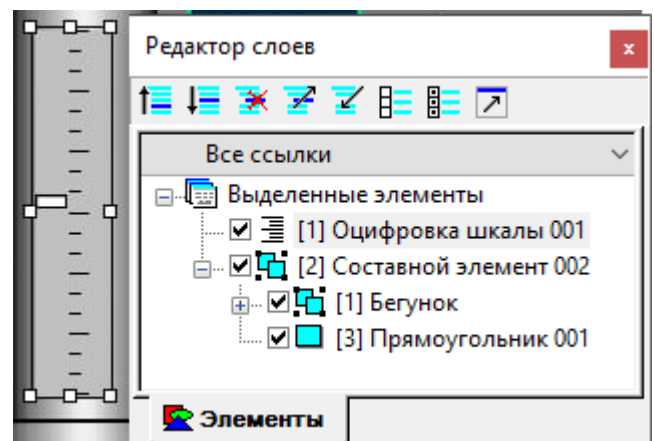 Редактор слоев
x
Все ссылки
Выделенные элементы
[1] Оцифровка шкалы 001
[2] Составной элемент 002
[1] Бегунок
[3] Прямоугольник 001
Элементы